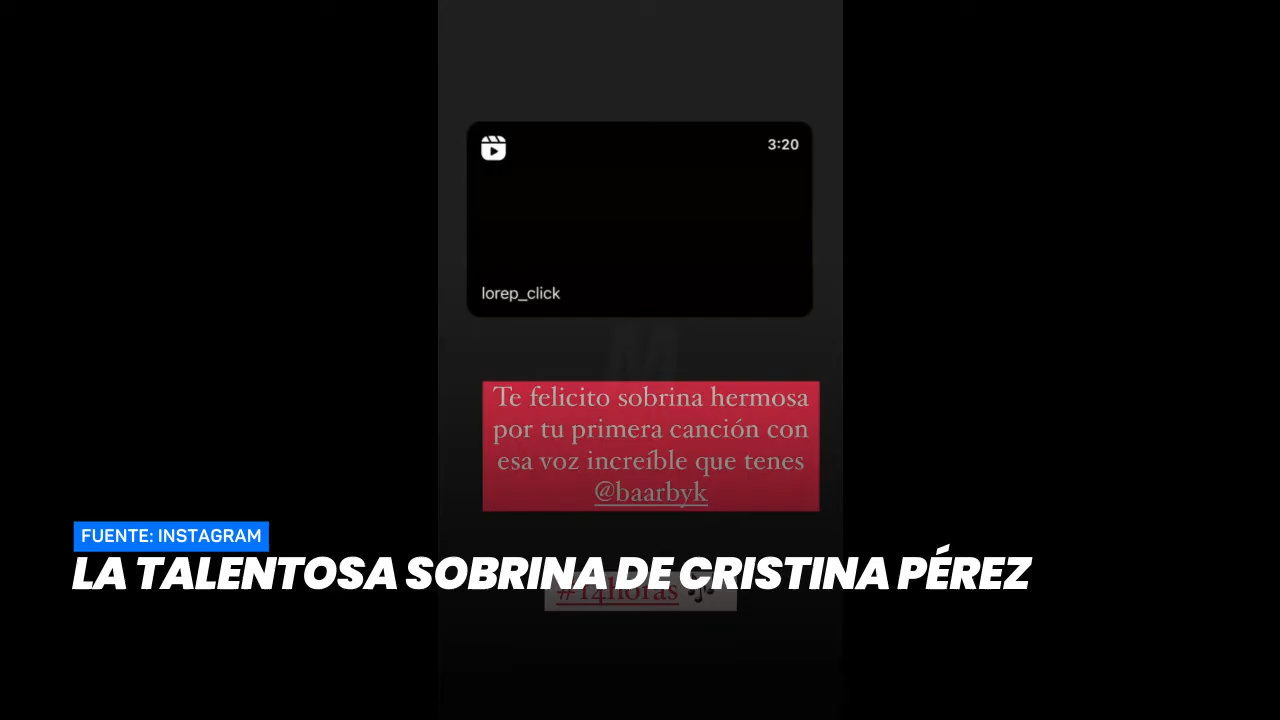 3:20
lorep_click
Te felicito sobrina hermosa
por tu primera canción con
esa voz increíble que tenes
@baarbyk
FUENTE: INSTAGRAM
LA TALENTOSA SOBRINA DE CRISTINA PÉREZ
#14horas